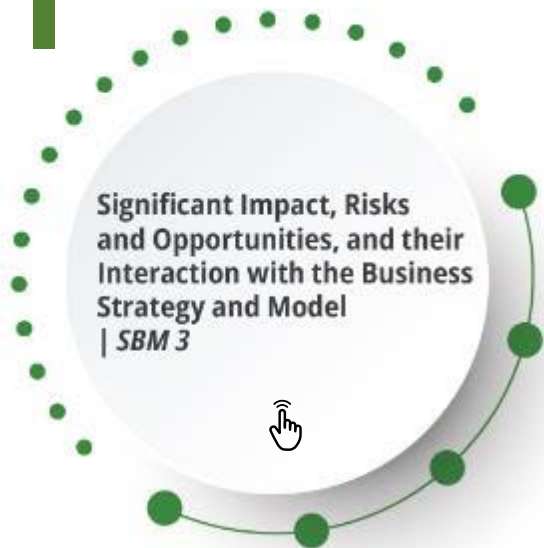 Significant Impact, Risks
and Opportunities, and their
Interaction with the Business
Strategy and Model
| SBM 3